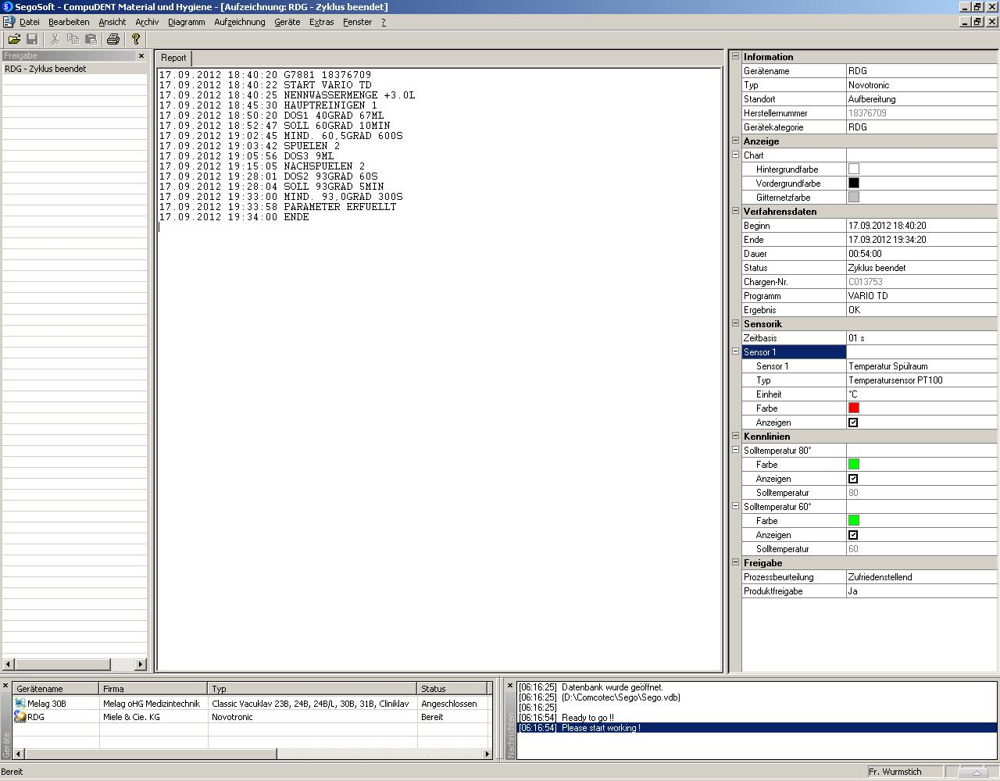 SegoSoft - CompuDENT Material und Hygiene - [Aufzeichnung: RDG - Zyklus beendet]
Datei Bearbeiten Ansicht Archiv Diagramm Aufzeichnung Geräte Extras Fenster ?
Freigabe
RDG - Zyklus beendet
Report
17.09.2012 18:40:20 G7881 18376709
17.09.2012 18:40:22 START VARIO TD
17.09.2012 18:40:25 NENNWASSERMENGE +3.0L
17.09.2012 18:45:30 HAUPTREINIGEN 1
17.09.2012 18:50:20 DOS1 40GRAD 67ML
17.09.2012 18:52:47 SOLL 60GRAD 10MIN
17.09.2012 19:02:45 MIND. 60,5GRAD 600S
17.09.2012 19:03:42 SPUELEN 2
17.09.2012 19:05:56 DOS3 9ML
17.09.2012 19:15:05 NACHSPUELEN 2
17.09.2012 19:28:01 DOS2 93GRAD 60S
17.09.2012 19:28:04 SOLL 93GRAD 5MIN
17.09.2012 19:33:00 MIND. 93,0GRAD 300S
17.09.2012 19:33:58 PARAMETER ERFUELLT
17.09.2012 19:34:00 ENDE
Information
Gerätename RDG
Typ Novotronic
Standort Aufbereitung
Herstellernummer 18376709
Gerätekategorie RDG
Anzeige
Chart
Hintergrundfarbe
Vordergrundfarbe
Gitternetzfarbe
Verfahrensdaten
Beginn 17.09.2012 18:40:20
Ende 17.09.2012 19:34:20
Dauer 00:54:00
Status Zyklus beendet
Chargen-Nr. C013753
Programm VARIO TD
Ergebnis OK
Sensorik
Zeitbasis 01 s
Sensor 1
Sensor 1 Temperatur Spülraum
Typ Temperatursensor PT100
Einheit °C
Farbe
Anzeigen
Kennlinien
Solltemperatur 80°
Farbe
Anzeigen
Solltemperatur 80
Solltemperatur 60°
Farbe
Anzeigen
Solltemperatur 60
Freigabe
Prozessbeurteilung Zufriedenstellend
Produktfreigabe Ja
Geräte
Gerätename Firma Typ Status
Melag 30B Melag oHG Medizintechnik Classic Vacuklav 23B, 24B, 24B/L, 30B, 31B, Cliniklav Angeschlossen
RDG Miele & Cie. KG Novotronic Bereit
Nachrichten
[06:16:25] Datenbank wurde geöffnet.
[06:16:25] (D:\Comcotec\Sego\Sego.vdb)
[06:16:25]
[06:16:54] Ready to go !!
[06:16:54] Please start working !
Bereit
Fr. Wurmstich